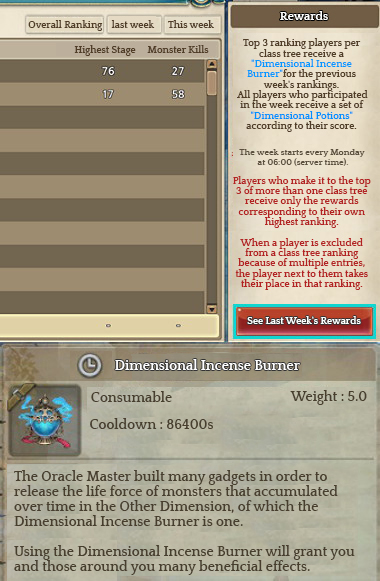 Overall Ranking last week This week
Highest Stage Monster Kills
76 27
17 58
Rewards
Top 3 ranking players per
class tree receive a
"Dimensional Incense
Burner"for the previous
week's rankings.
All players who participated
in the week receive a set of
"Dimensional Potions"
according to their score.
: The week starts every Monday
at 06:00 (server time).
Players who make it to the top
3 of more than one class tree
receive only the rewards
corresponding to their own
highest ranking.
When a player is excluded
from a class tree ranking
because of multiple entries,
the player next to them takes
their place in that ranking.
See Last Week's Rewards
Dimensional Incense Burner
Consumable Weight : 5.0
Cooldown : 86400s
The Oracle Master built many gadgets in order to
release the life force of monsters that accumulated
over time in the Other Dimension, of which the
Dimensional Incense Burner is one.
Using the Dimensional Incense Burner will grant you
and those around you many beneficial effects.